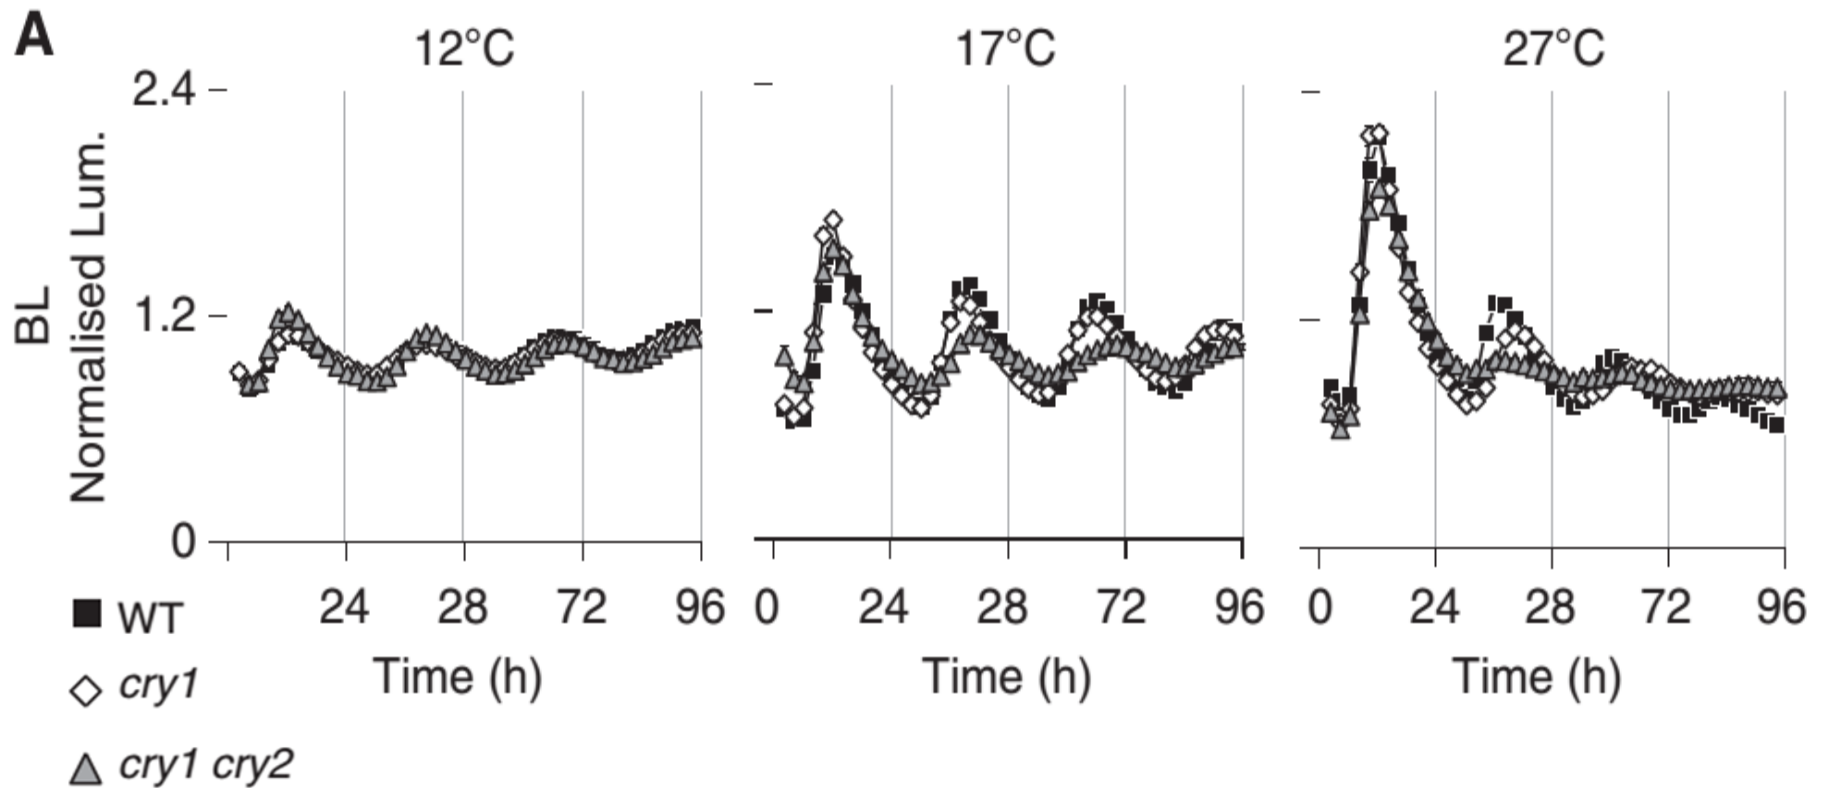 A
12°C
17°C
27°C
BL
Normalised Lum.
2.4
1.2
0
24 28 72 96
0 24 28 72 96
0 24 28 72 96
Time (h)
Time (h)
Time (h)
WT
cry1
cry1 cry2